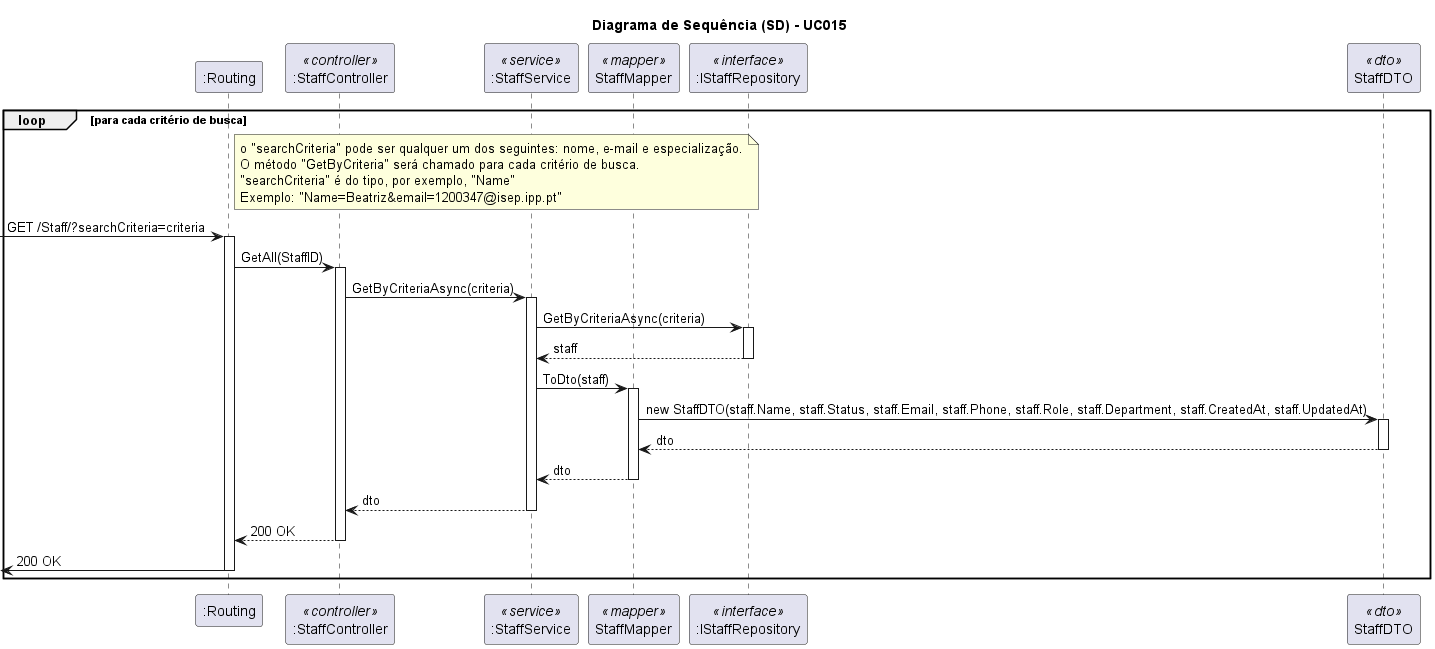 Diagrama de Sequência (SD) - UC015
:Routing
«controller»
:StaffController
«service»
:StaffService
«mapper»
StaffMapper
«interface»
:IStaffRepository
«dto»
StaffDTO
loop [para cada critério de busca]
o "searchCriteria" pode ser qualquer um dos seguintes: nome, e-mail e especialização.
O método "GetByCriteria" será chamado para cada critério de busca.
"searchCriteria" é do tipo, por exemplo, "Name"
Exemplo: "Name=Beatriz&email=1200347@isep.ipp.pt"
GET /Staff/?searchCriteria=criteria
GetAll(StaffID)
GetByCriteriaAsync(criteria)
GetByCriteriaAsync(criteria)
staff
ToDto(staff)
new StaffDTO(staff.Name, staff.Status, staff.Email, staff.Phone, staff.Role, staff.Department, staff.CreatedAt, staff.UpdatedAt)
dto
dto
dto
200 OK
200 OK
:Routing
«controller»
:StaffController
«service»
:StaffService
«mapper»
StaffMapper
«interface»
:IStaffRepository
«dto»
StaffDTO